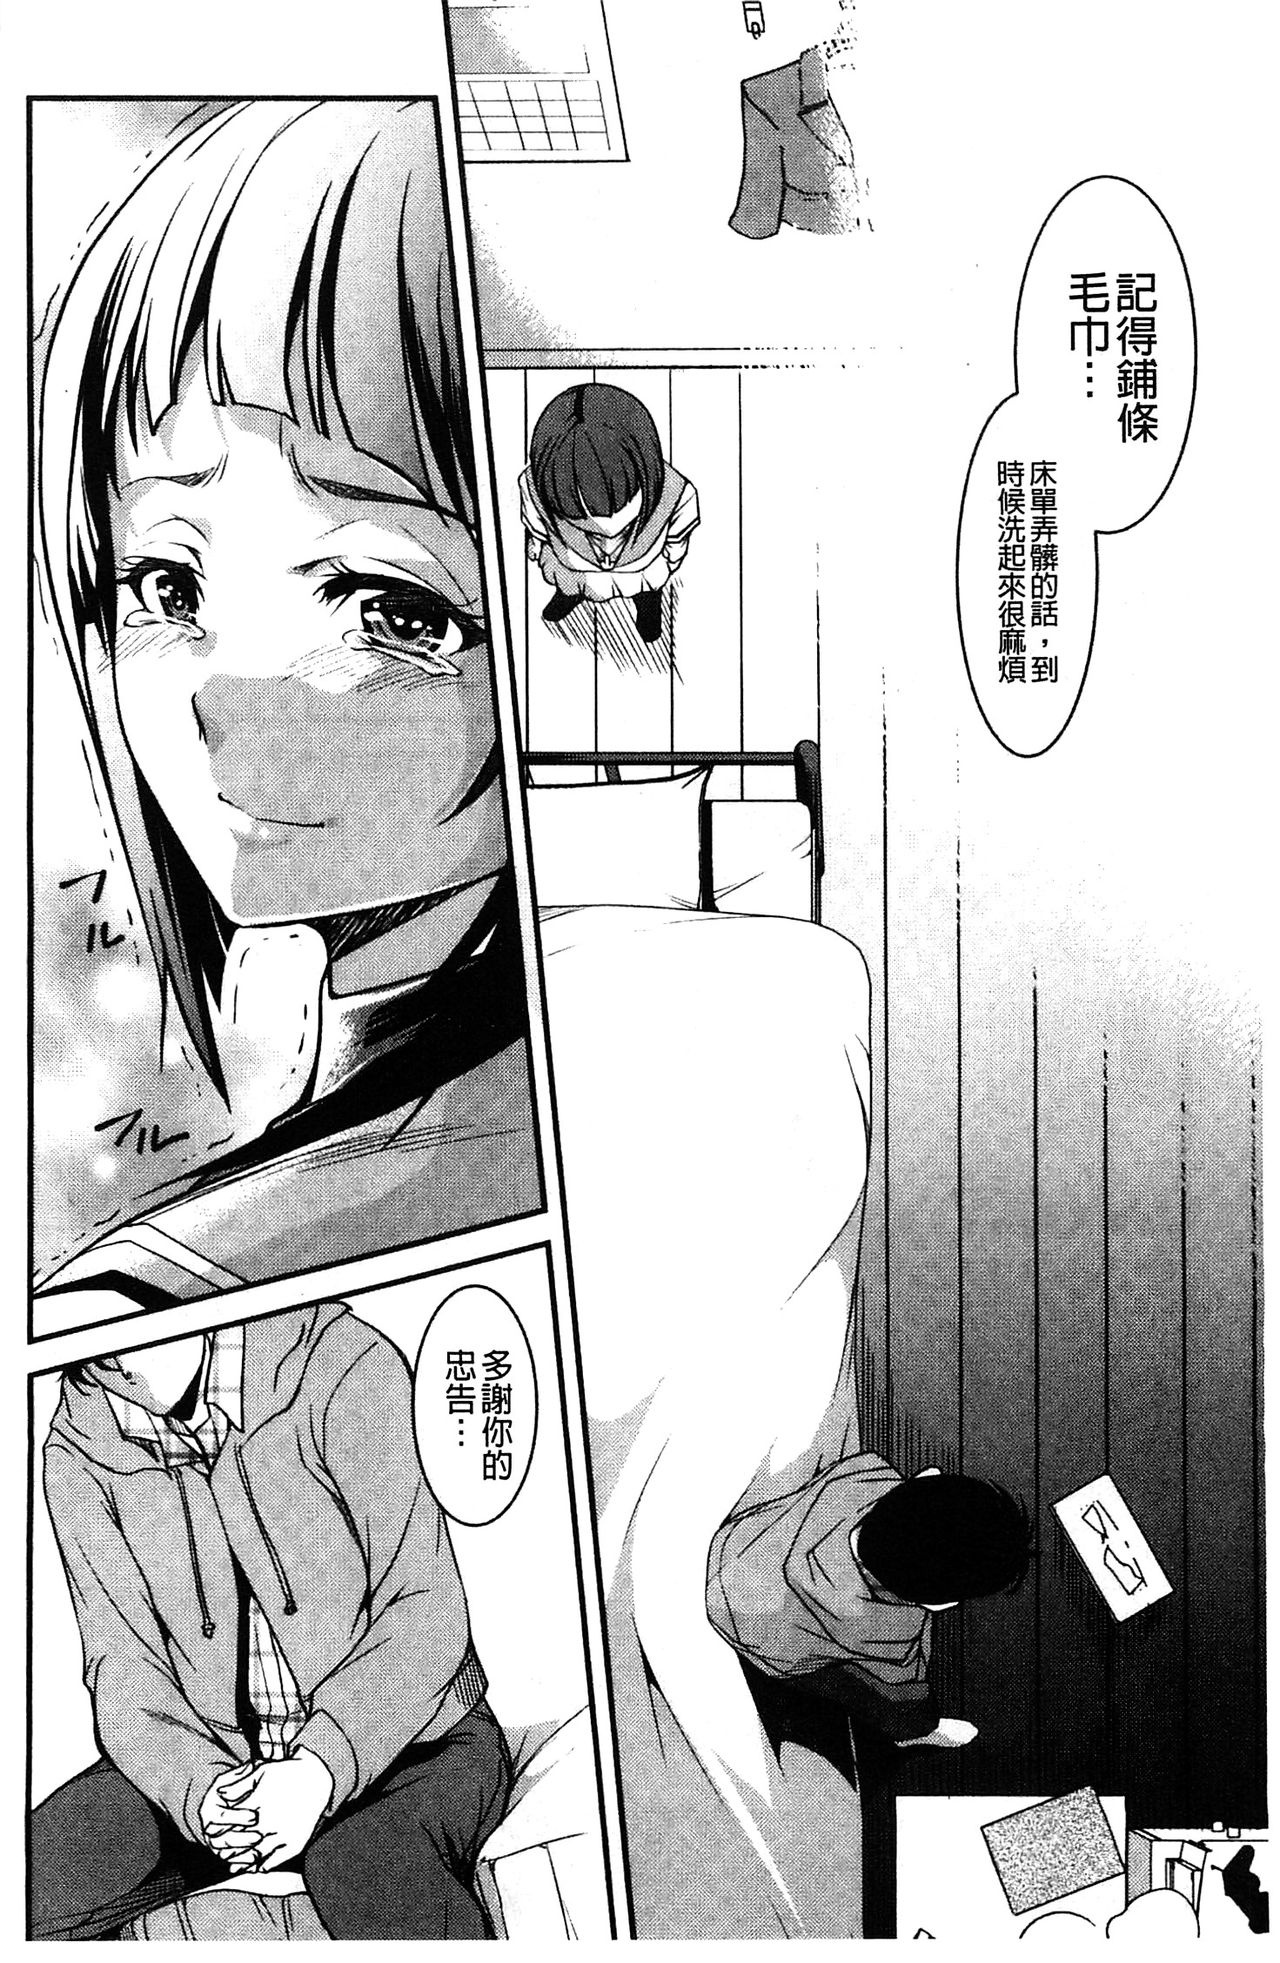 記得鋪條
毛巾…
床單弄髒的話，到
時候洗起來很麻煩
フル
フル
多謝你的
忠告…